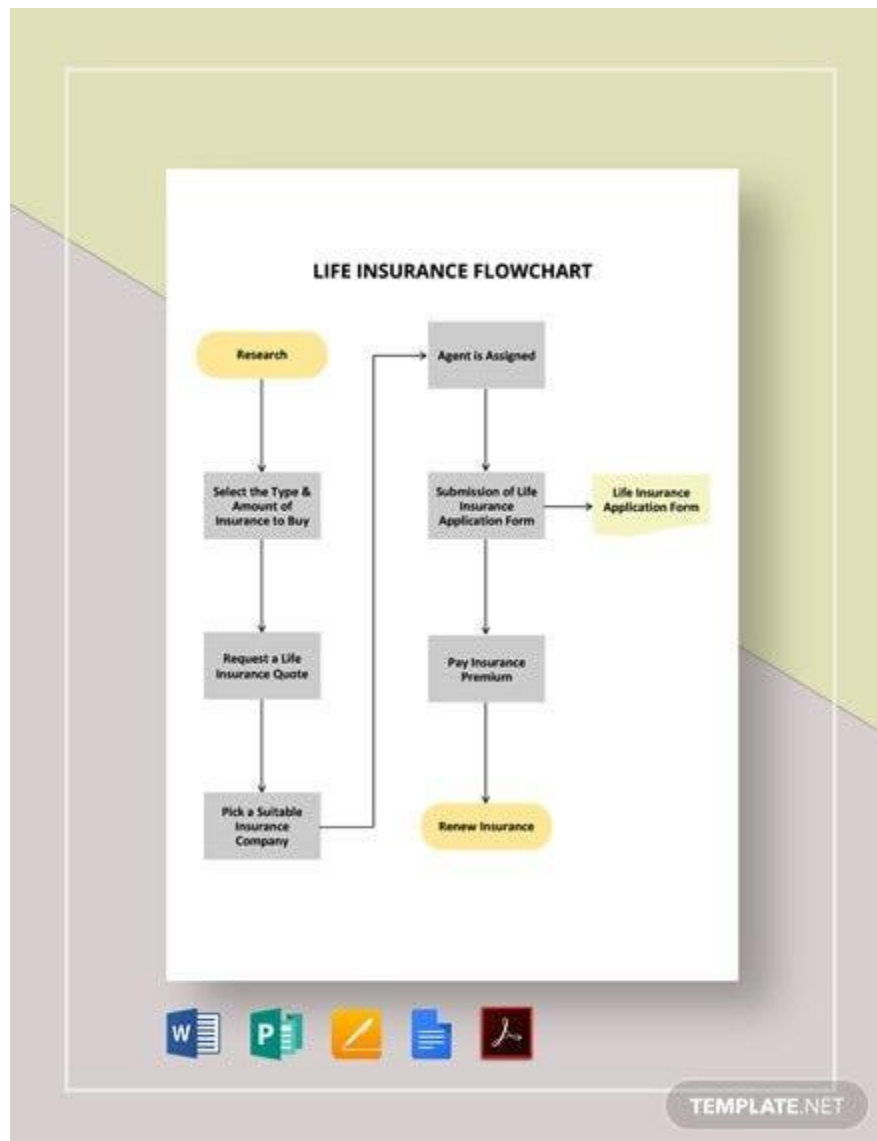 LIFE INSURANCE FLOWCHART
Research
Select the Type &
Amount of
Insurance to Buy
Request a Life
Insurance Quote
Pick a Suitable
Insurance
Company
Agent is Assigned
Submission of Life
Insurance
Application Form
Life Insurance
Application Form
Pay Insurance
Premium
Renew Insurance
W
P
TEMPLATE.NET